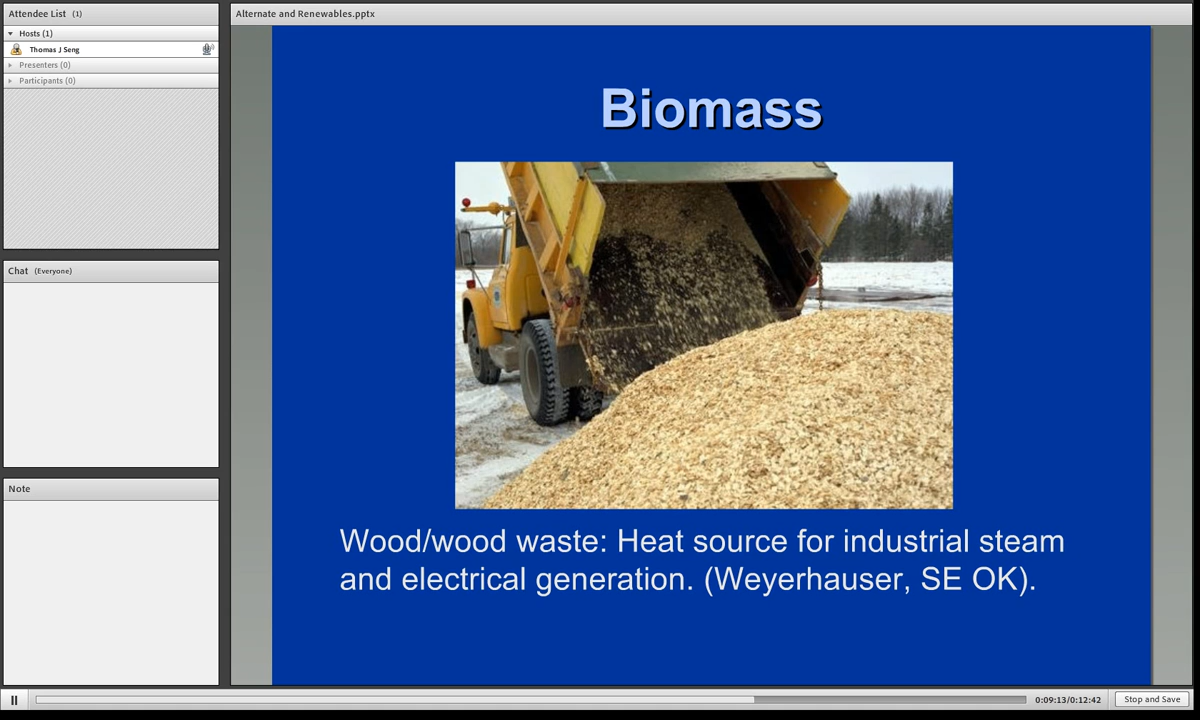 Attendee List (1)
Hosts (1)
Thomas J Seng
Presenters (0)
Participants (0)
Chat (Everyone)
Note
Alternate and Renewables.pptx
Biomass
Wood/wood waste: Heat source for industrial steam
and electrical generation. (Weyerhauser, SE OK).
0:09:13/0:12:42
Stop and Save